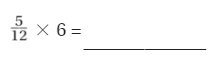 5/12 × 6 = ________